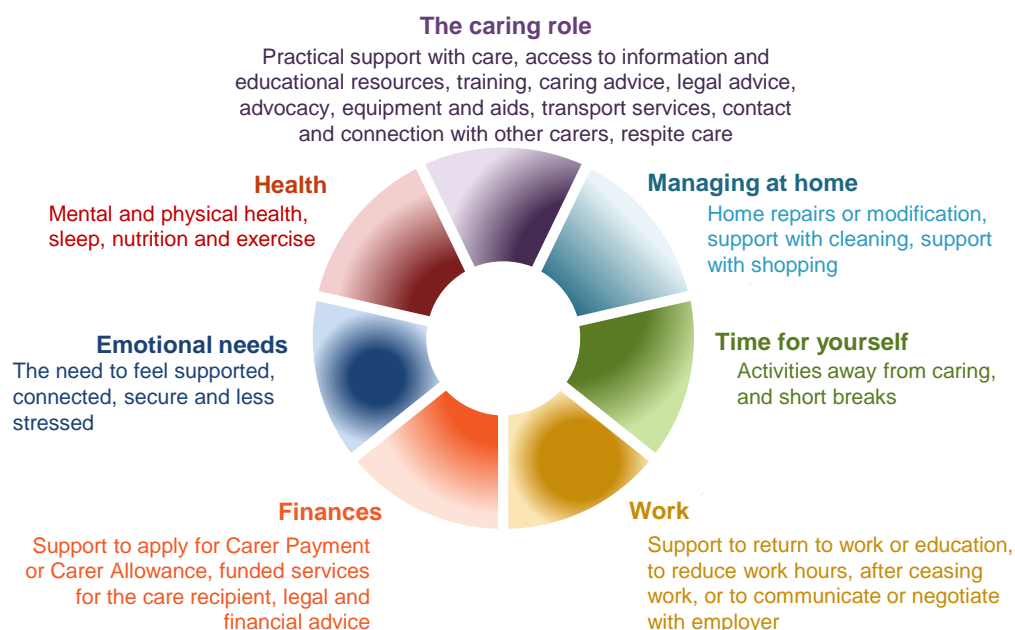 The caring role
Practical support with care, access to information and
educational resources, training, caring advice, legal advice,
advocacy, equipment and aids, transport services, contact
and connection with other carers, respite care
Health
Mental and physical health,
sleep, nutrition and exercise
Managing at home
Home repairs or modification,
support with cleaning, support
with shopping
Emotional needs
The need to feel supported,
connected, secure and less
stressed
Time for yourself
Activities away from caring,
and short breaks
Finances
Support to apply for Carer Payment
or Carer Allowance, funded services
for the care recipient, legal and
financial advice
Work
Support to return to work or education,
to reduce work hours, after ceasing
work, or to communicate or negotiate
with employer